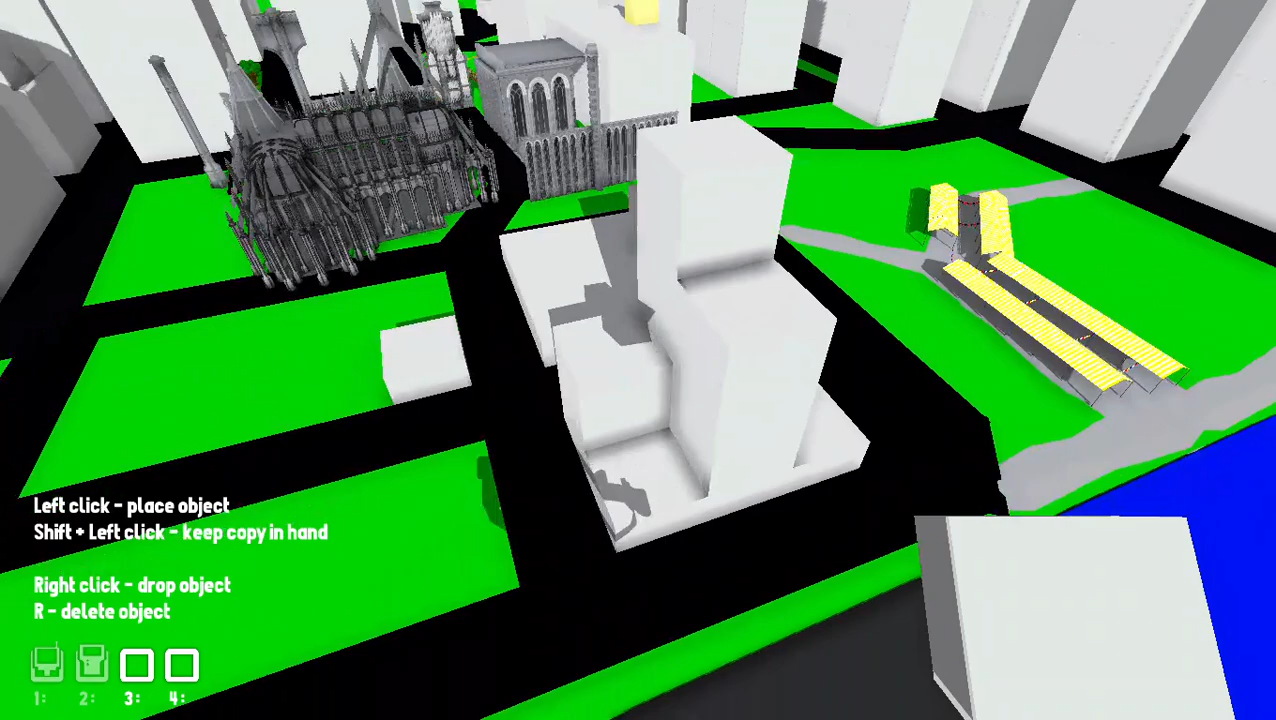 Left click - place object
Shift + Left click - keep copy in hand
Right click - drop object
R - delete object
1: 2: 3: 4: